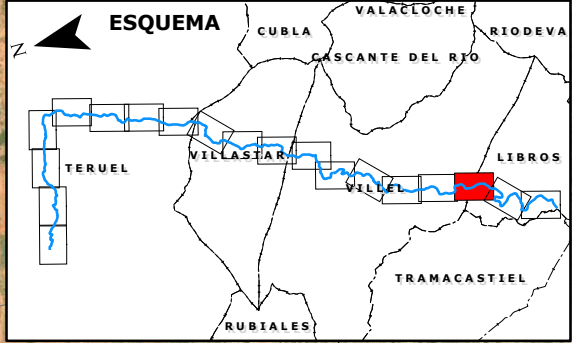 ESQUEMA
N
VALACLOCHE
CUBLA
RIODEVA
CASCANTE DEL RIO
TERUEL
VILLASTAR
LIBROS
VILLEL
TRAMACASTIEL
RUBIALES